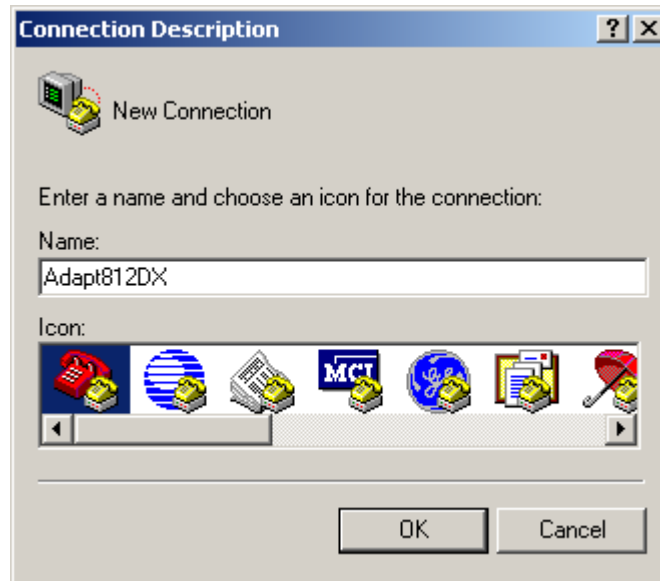 Connection Description
New Connection
Enter a name and choose an icon for the connection:
Name:
Adapt812DX
Icon:
MCI
OK
Cancel